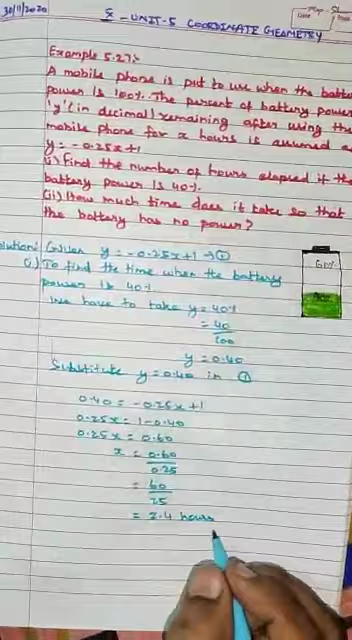 30/11/2020
X - UNIT-5 COORDINATE GEOMETRY
Example 5.27:
A mobile phone is put to use when the battery
power is 100%. The percent of battery power
'y' (in decimal) remaining after using the
mobile phone for x hours is assumed as
y = -0.25x+1
(i) Find the number of hours elapsed if the
battery power is 40%.
(ii) How much time does it take so that
the battery has no power?
Solution: Given y = -0.25x+1 → ①
(i) To find the time when the battery
power is 40%.
We have to take y = 40%
= 40
100
y = 0.40
Substitute y = 0.40 in ①
0.40 = -0.25x+1
0.25x = 1-0.40
0.25x = 0.60
x = 0.60
0.25
= 60
25
= 2.4 hours
60%